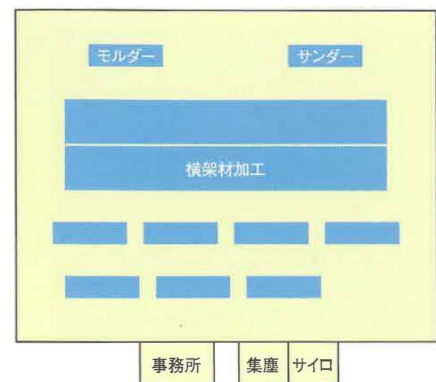 モルダー
サンダー
横架材加工
事務所
集塵
サイロ